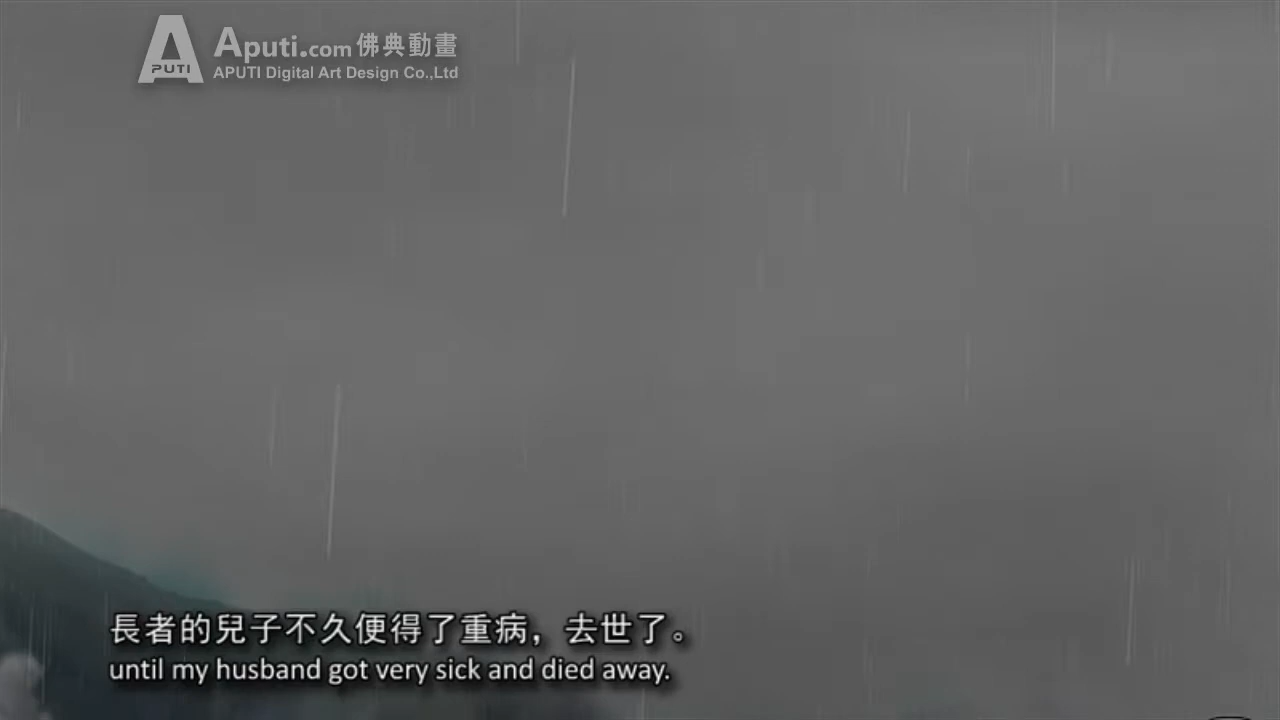 A
PUTI
Aputi.com 佛典動畫
APUTI Digital Art Design Co.,Ltd
長者的兒子不久便得了重病，去世了。
until my husband got very sick and died away.